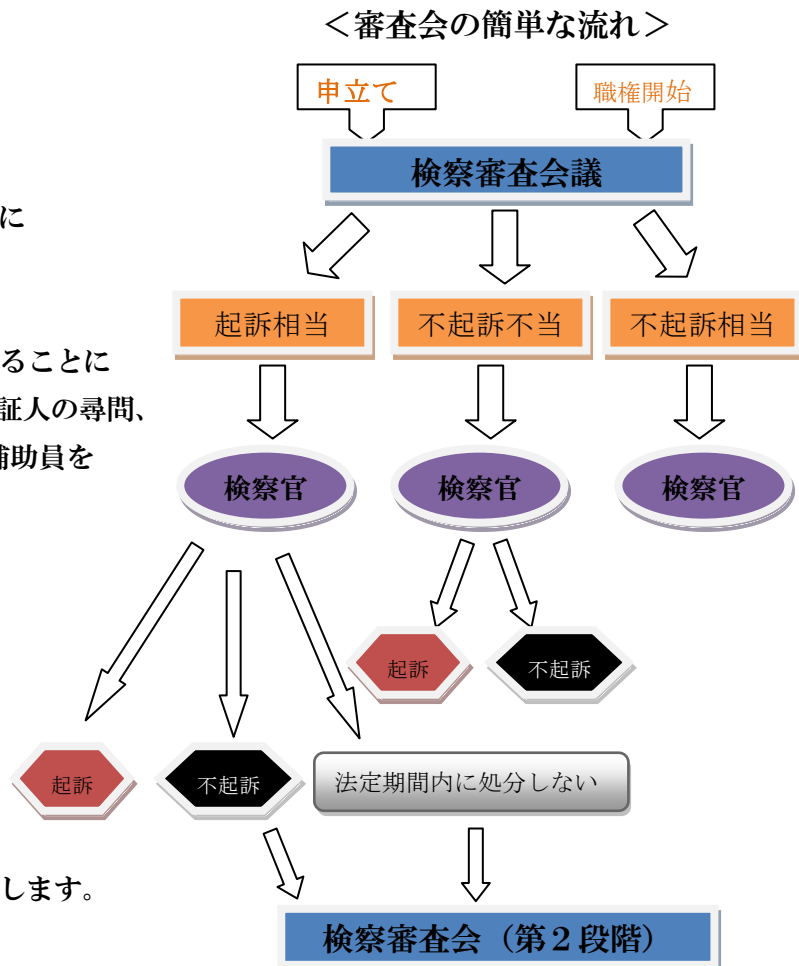 ＜審査会の簡単な流れ＞
申立て
職権開始
検察審査会議
に
起訴相当
不起訴不当
不起訴相当
ることに
証人の尋問、
補助員を
検察官
検察官
検察官
起訴
不起訴
起訴
不起訴
法定期間内に処分しない
します。
検察審査会（第２段階）